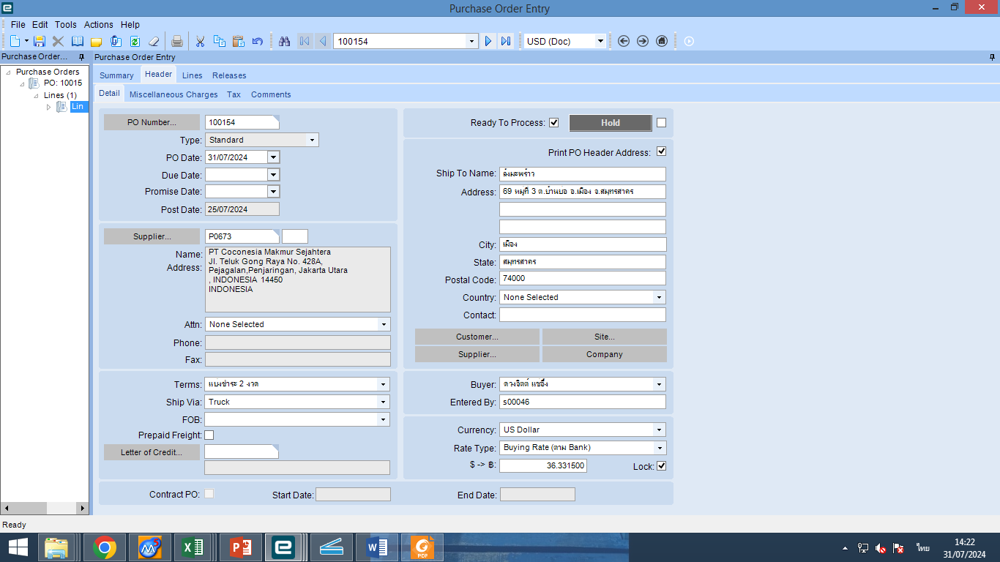 Purchase Order Entry
File Edit Tools Actions Help
100154
USD (Doc)
Purchase Order...
Purchase Order Entry
Purchase Orders
PO: 10015
Lines (1)
Lin
Summary Header Lines Releases
Detail Miscellaneous Charges Tax Comments
PO Number... 100154
Type: Standard
PO Date: 31/07/2024
Due Date:
Promise Date:
Post Date: 25/07/2024
Supplier... P0673
Name: PT Coconesia Makmur Sejahtera
Address: Jl. Teluk Gong Raya No. 428A,
Pejagalan,Penjaringan, Jakarta Utara
, INDONESIA 14450
INDONESIA
Attn: None Selected
Phone:
Fax:
Terms: แบ่งชำระ 2 งวด
Ship Via: Truck
FOB:
Prepaid Freight:
Letter of Credit...
Contract PO: Start Date: End Date:
Ready To Process: Hold
Print PO Header Address:
Ship To Name: ล้งมะพร้าว
Address: 69 หมู่ที่ 3 ต.บ้านบ่อ อ.เมือง จ.สมุทรสาคร
City: เมือง
State: สมุทรสาคร
Postal Code: 74000
Country: None Selected
Contact:
Customer... Site...
Supplier... Company
Buyer: ดวงจิตต์ แซ่อึ้ง
Entered By: s00046
Currency: US Dollar
Rate Type: Buying Rate (ตาม Bank)
$ -> ฿: 36.331500 Lock:
Ready
PDF
ไทย
14:22
31/07/2024